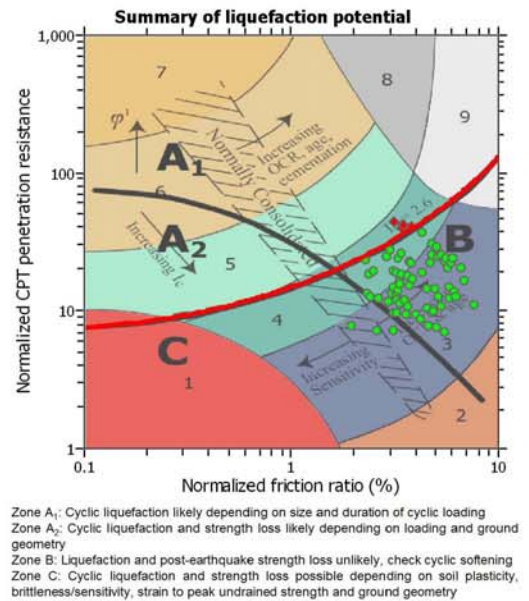 Summary of liquefaction potential
1,000
100
10
1
Normalized CPT penetration resistance
7
8
9
φ'
A1
Normally Consolidated
Increasing
OCR, age,
cementation
6
A2
Increasing Ic
5
2.6
B
4
C
1
Increasing
Sensitivity
3
2
0.1
1
10
Normalized friction ratio (%)
Zone A1: Cyclic liquefaction likely depending on size and duration of cyclic loading
Zone A2: Cyclic liquefaction and strength loss likely depending on loading and ground
geometry
Zone B: Liquefaction and post-earthquake strength loss unlikely, check cyclic softening
Zone C: Cyclic liquefaction and strength loss possible depending on soil plasticity,
brittleness/sensitivity, strain to peak undrained strength and ground geometry